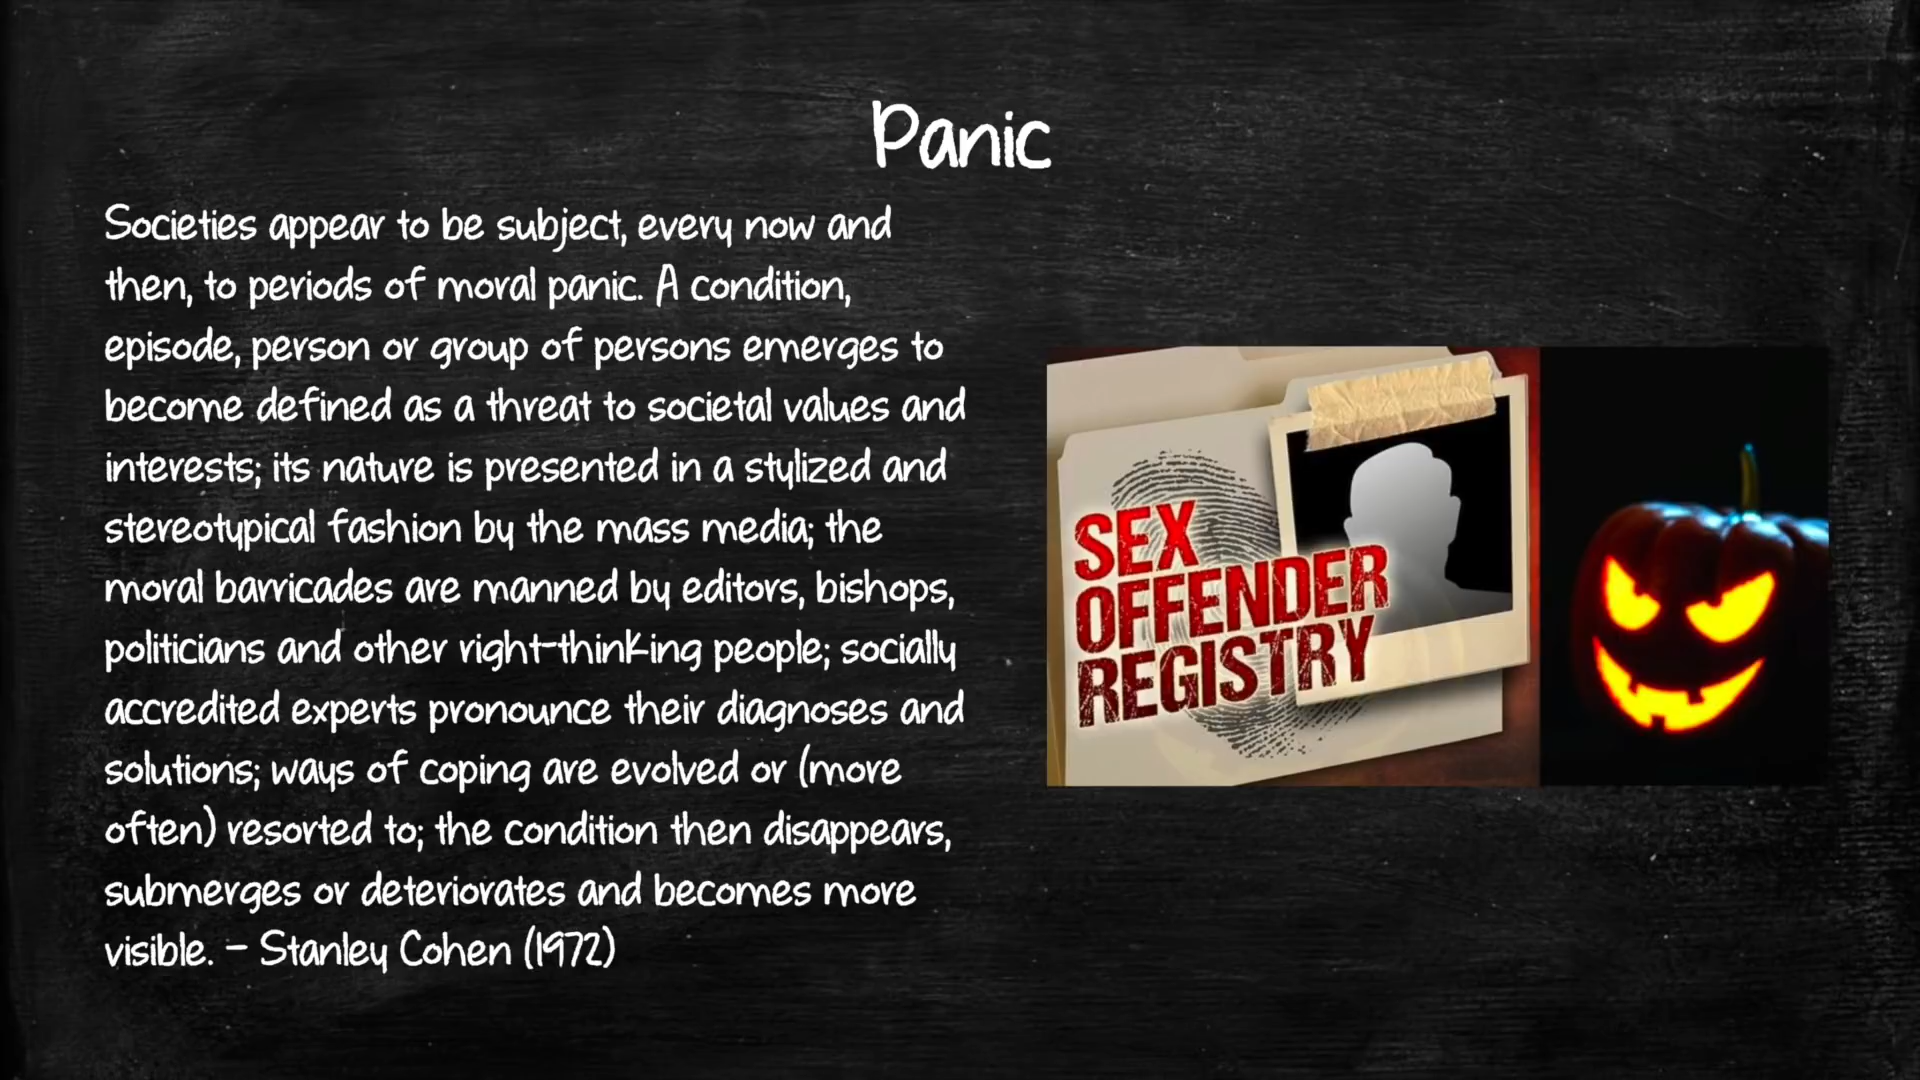 Panic
Societies appear to be subject, every now and
then, to periods of moral panic. A condition,
episode, person or group of persons emerges to
become defined as a threat to societal values and
interests; its nature is presented in a stylized and
stereotypical fashion by the mass media; the
moral barricades are manned by editors, bishops,
politicians and other right-thinking people; socially
accredited experts pronounce their diagnoses and
solutions; ways of coping are evolved or (more
often) resorted to; the condition then disappears,
submerges or deteriorates and becomes more
visible. - Stanley Cohen (1972)
SEX
OFFENDER
REGISTRY